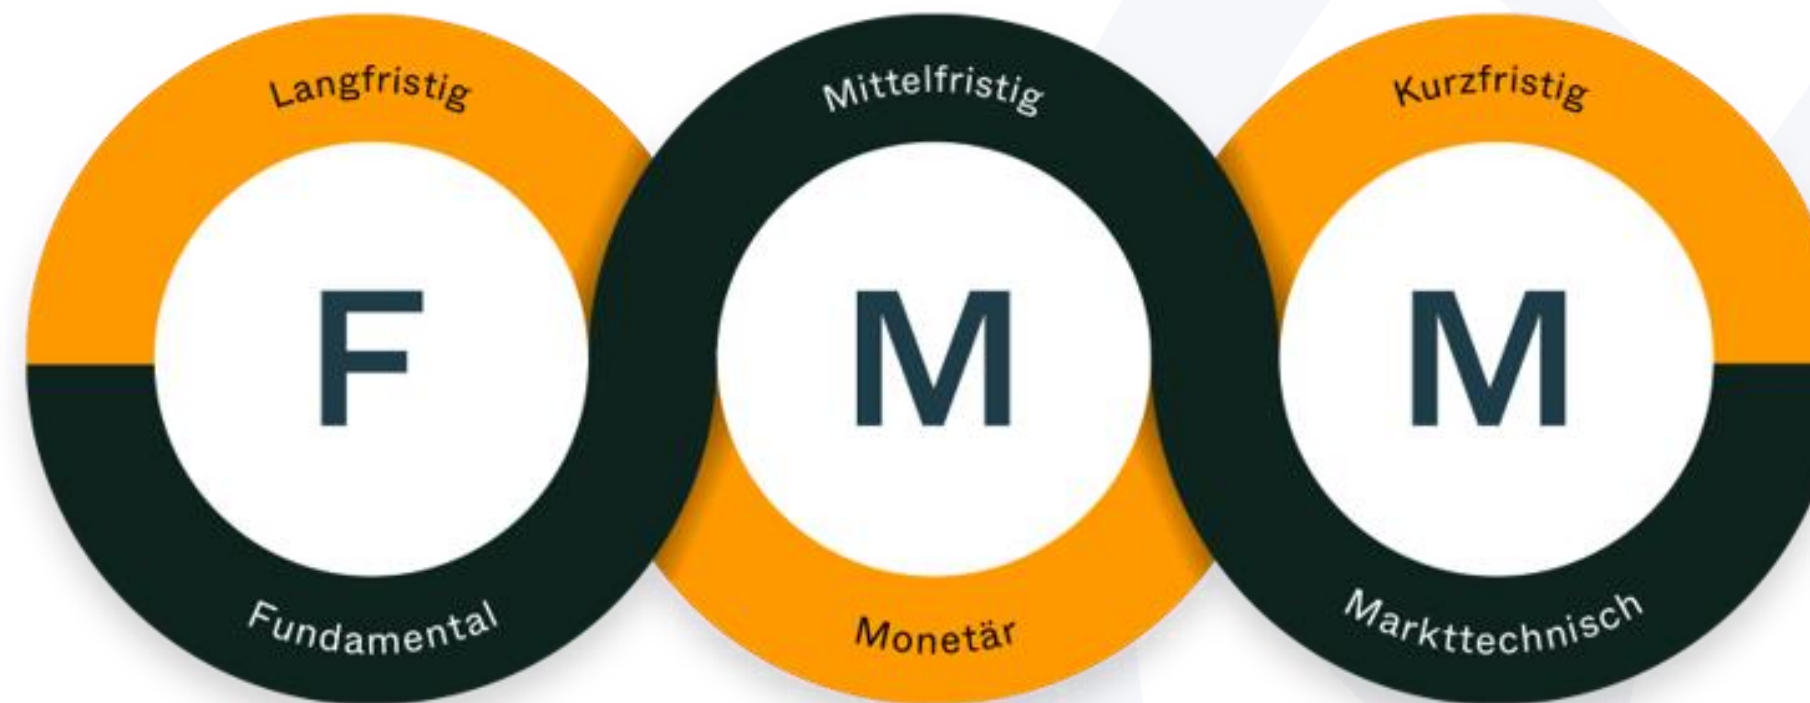 Langfristig
Mittelfristig
Kurzfristig
F
M
M
Fundamental
Monetär
Markttechnisch